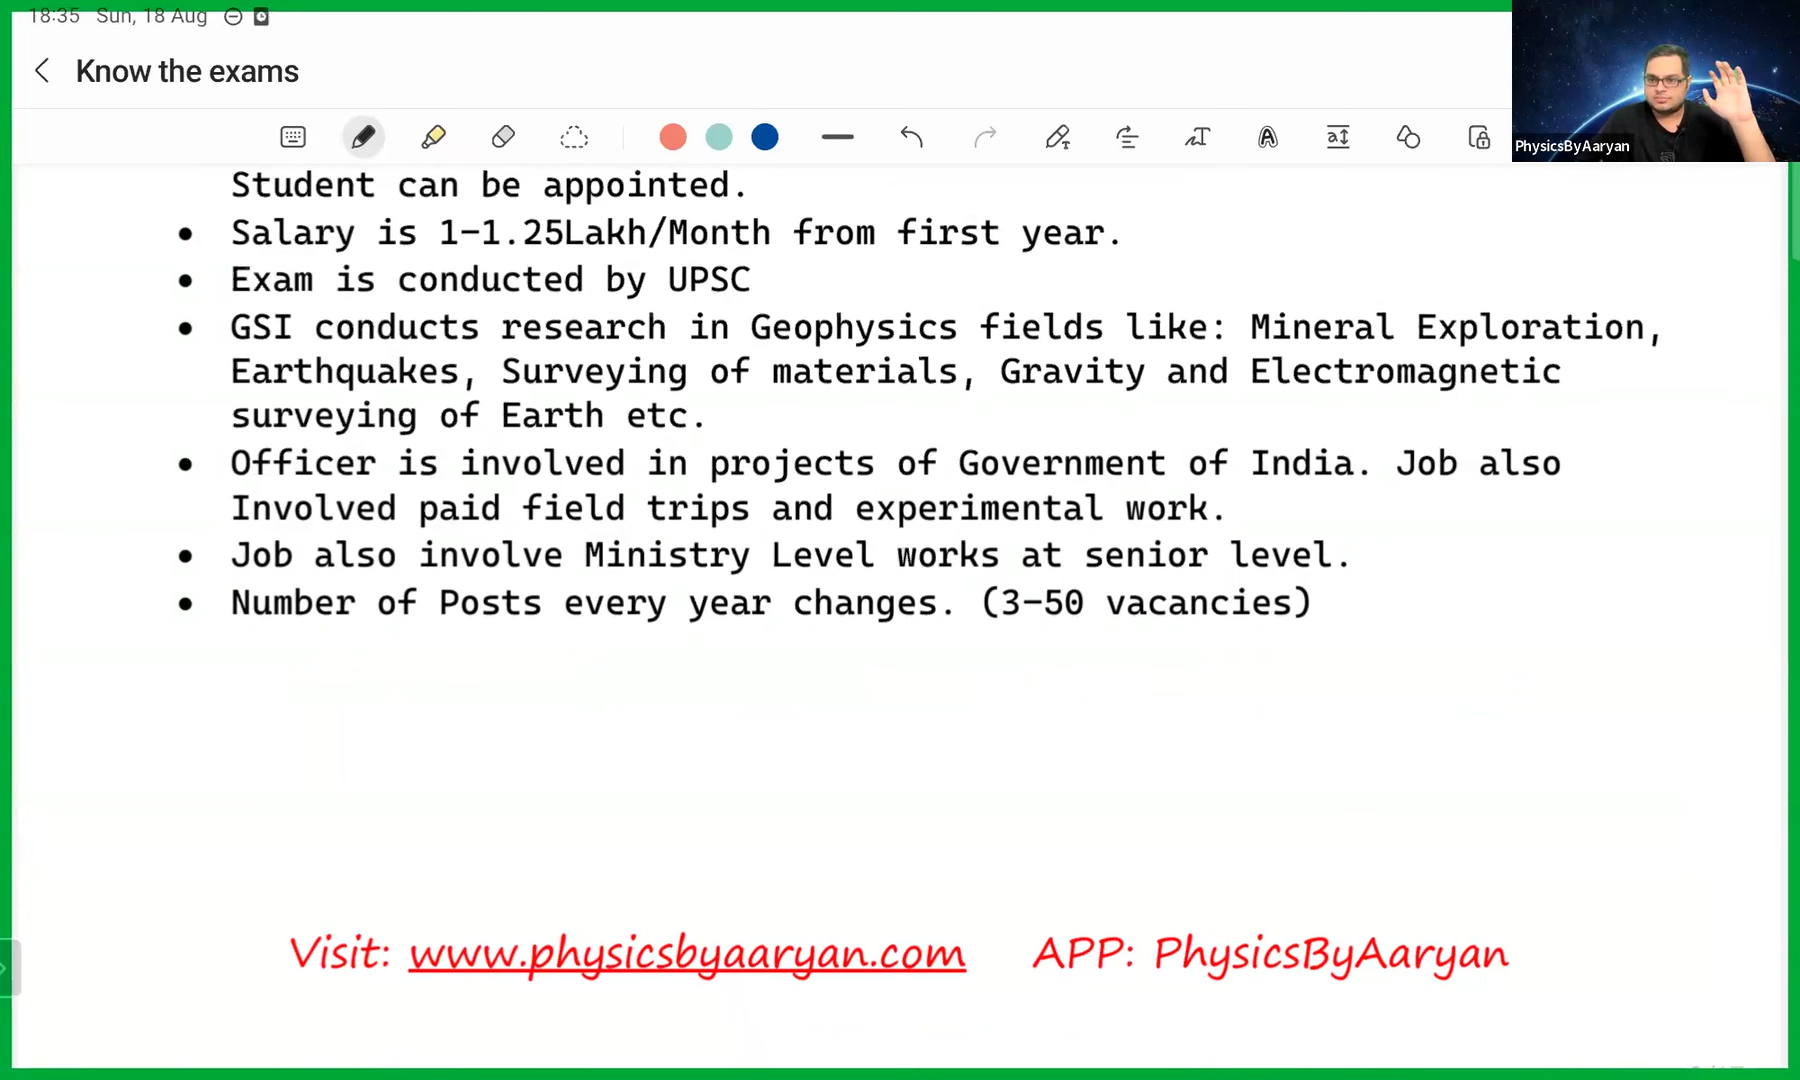 18:35 Sun, 18 Aug
Know the exams
PhysicsByAaryan
Student can be appointed.
• Salary is 1-1.25Lakh/Month from first year.
• Exam is conducted by UPSC
• GSI conducts research in Geophysics fields like: Mineral Exploration,
Earthquakes, Surveying of materials, Gravity and Electromagnetic
surveying of Earth etc.
• Officer is involved in projects of Government of India. Job also
Involved paid field trips and experimental work.
• Job also involve Ministry Level works at senior level.
• Number of Posts every year changes. (3-50 vacancies)
Visit: www.physicsbyaaryan.com APP: PhysicsByAaryan